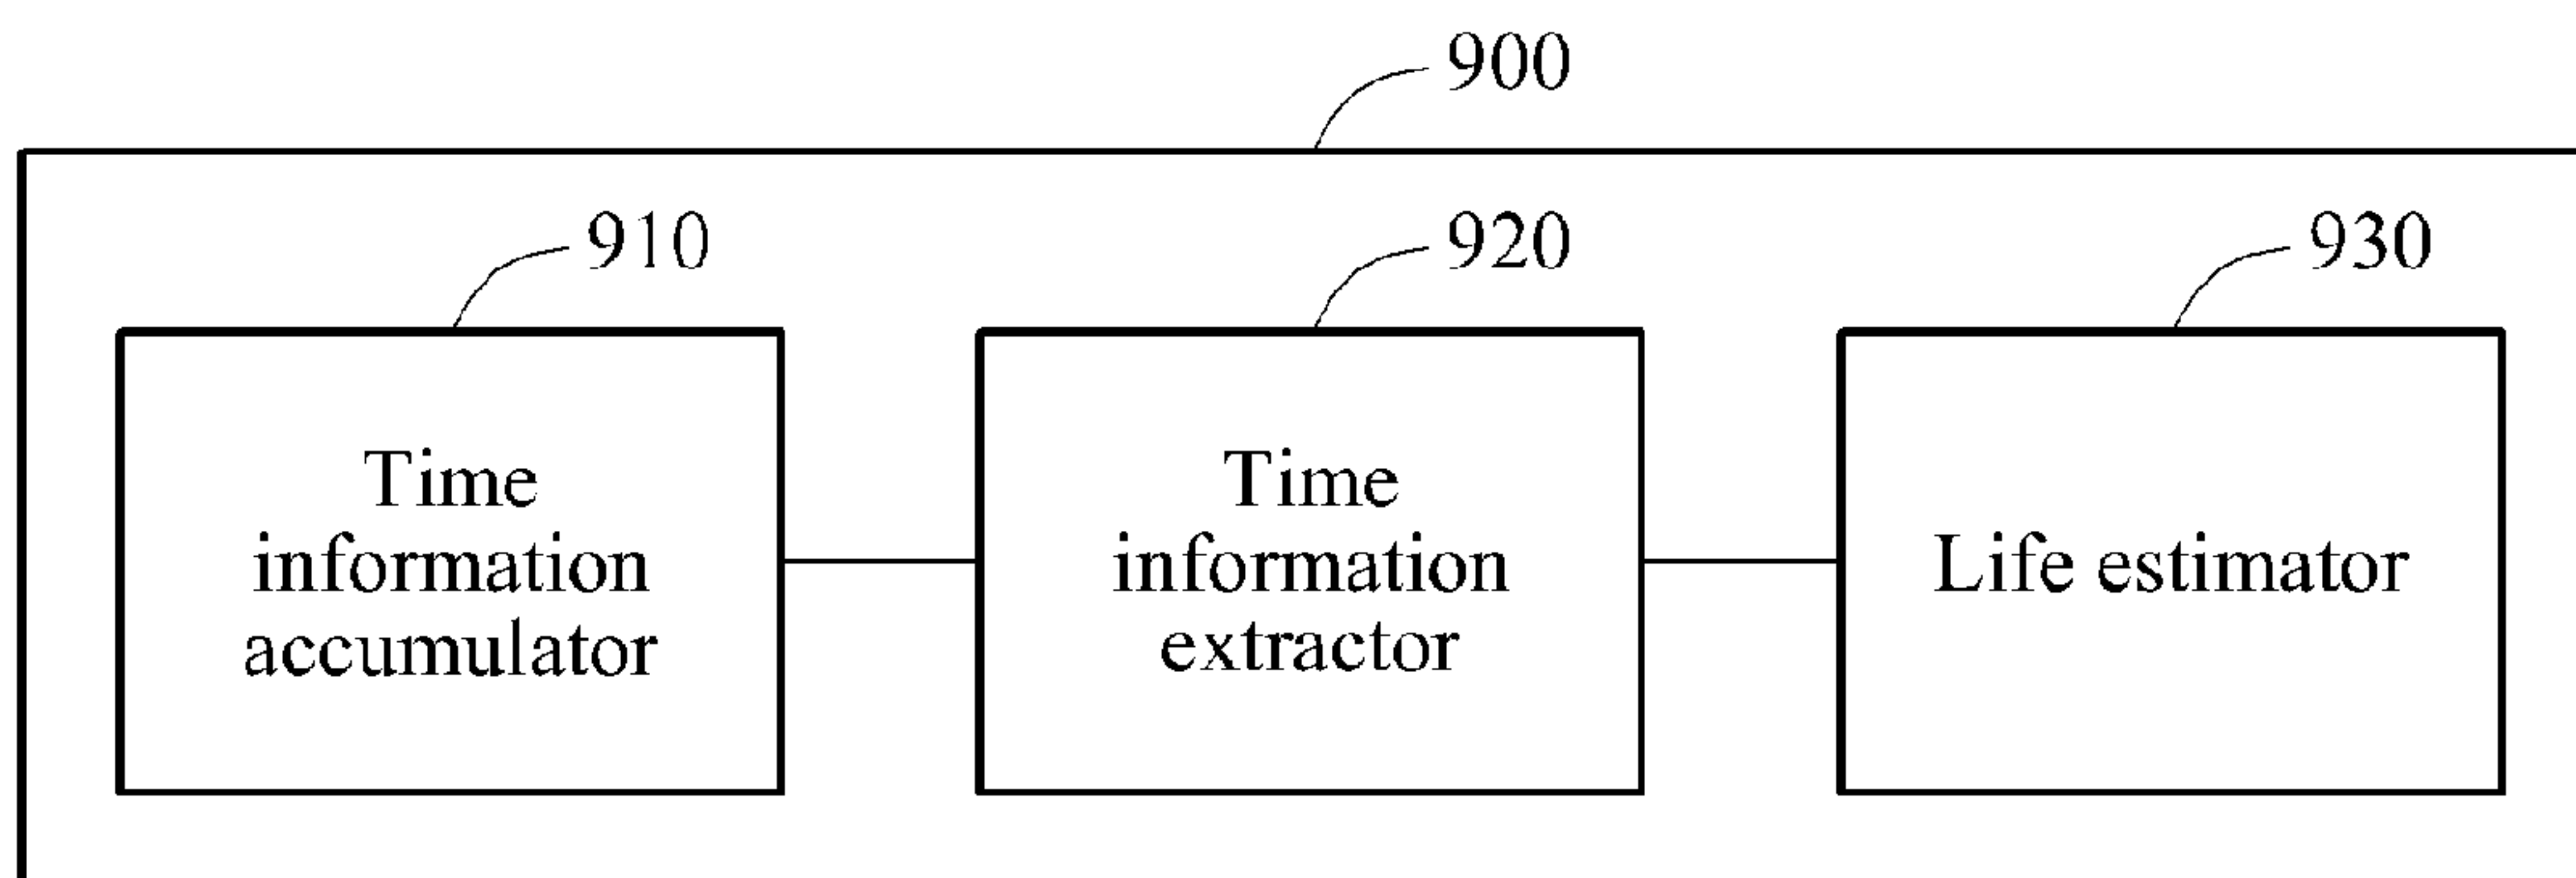 900
910
920
930
Time
information
accumulator
Time
information
extractor
Life estimator